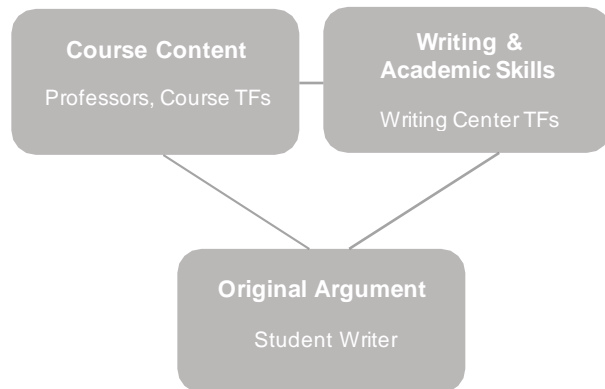 Course Content
Professors, Course TFs
Writing &
Academic Skills
Writing Center TFs
Original Argument
Student Writer